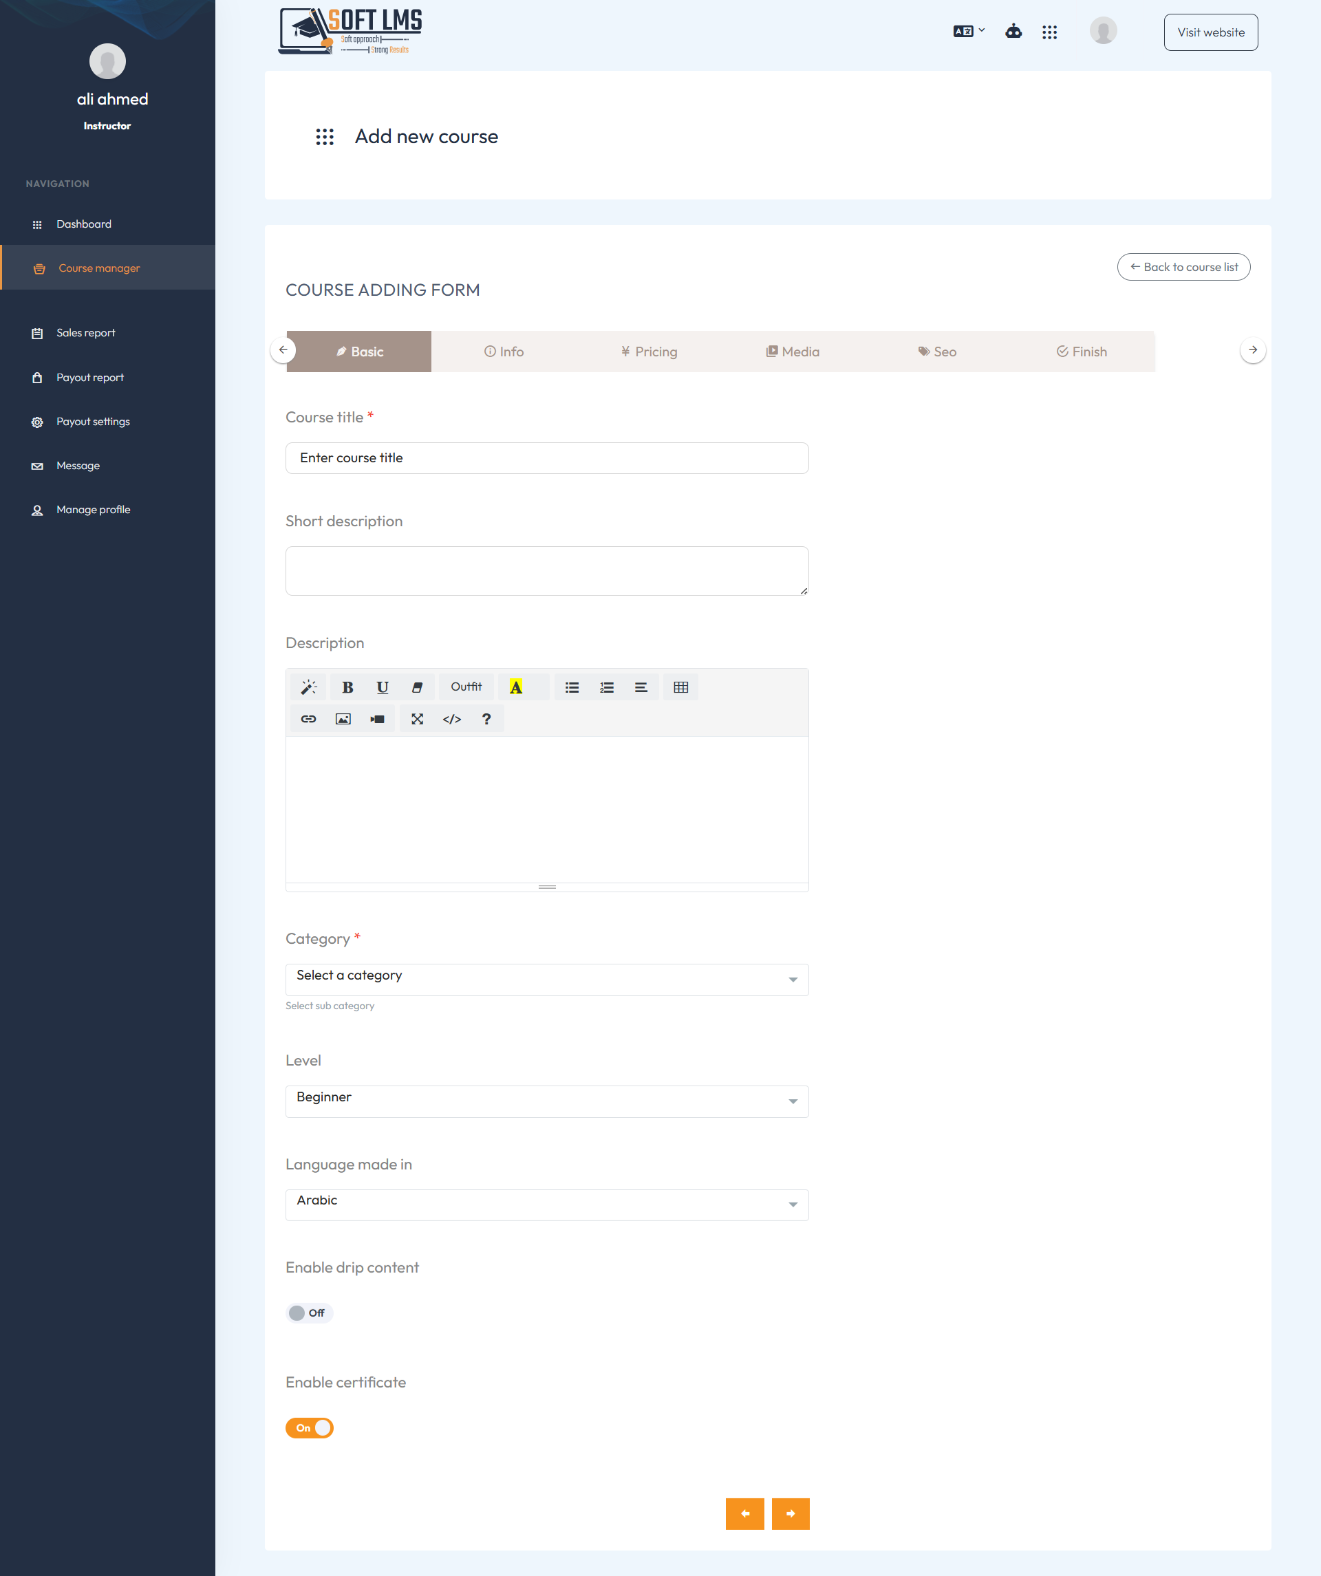 ali ahmed
Instructor
NAVIGATION
Dashboard
Course manager
Sales report
Payout report
Payout settings
Message
Manage profile
SOFT LMS
Soft approach
Strong Results
Visit website
Add new course
← Back to course list
COURSE ADDING FORM
Basic
Info
¥ Pricing
Media
Seo
Finish
Course title *
Enter course title
Short description
Description
B U Outfit A
</> ?
Category *
Select a category
Select sub category
Level
Beginner
Language made in
Arabic
Enable drip content
Off
Enable certificate
On